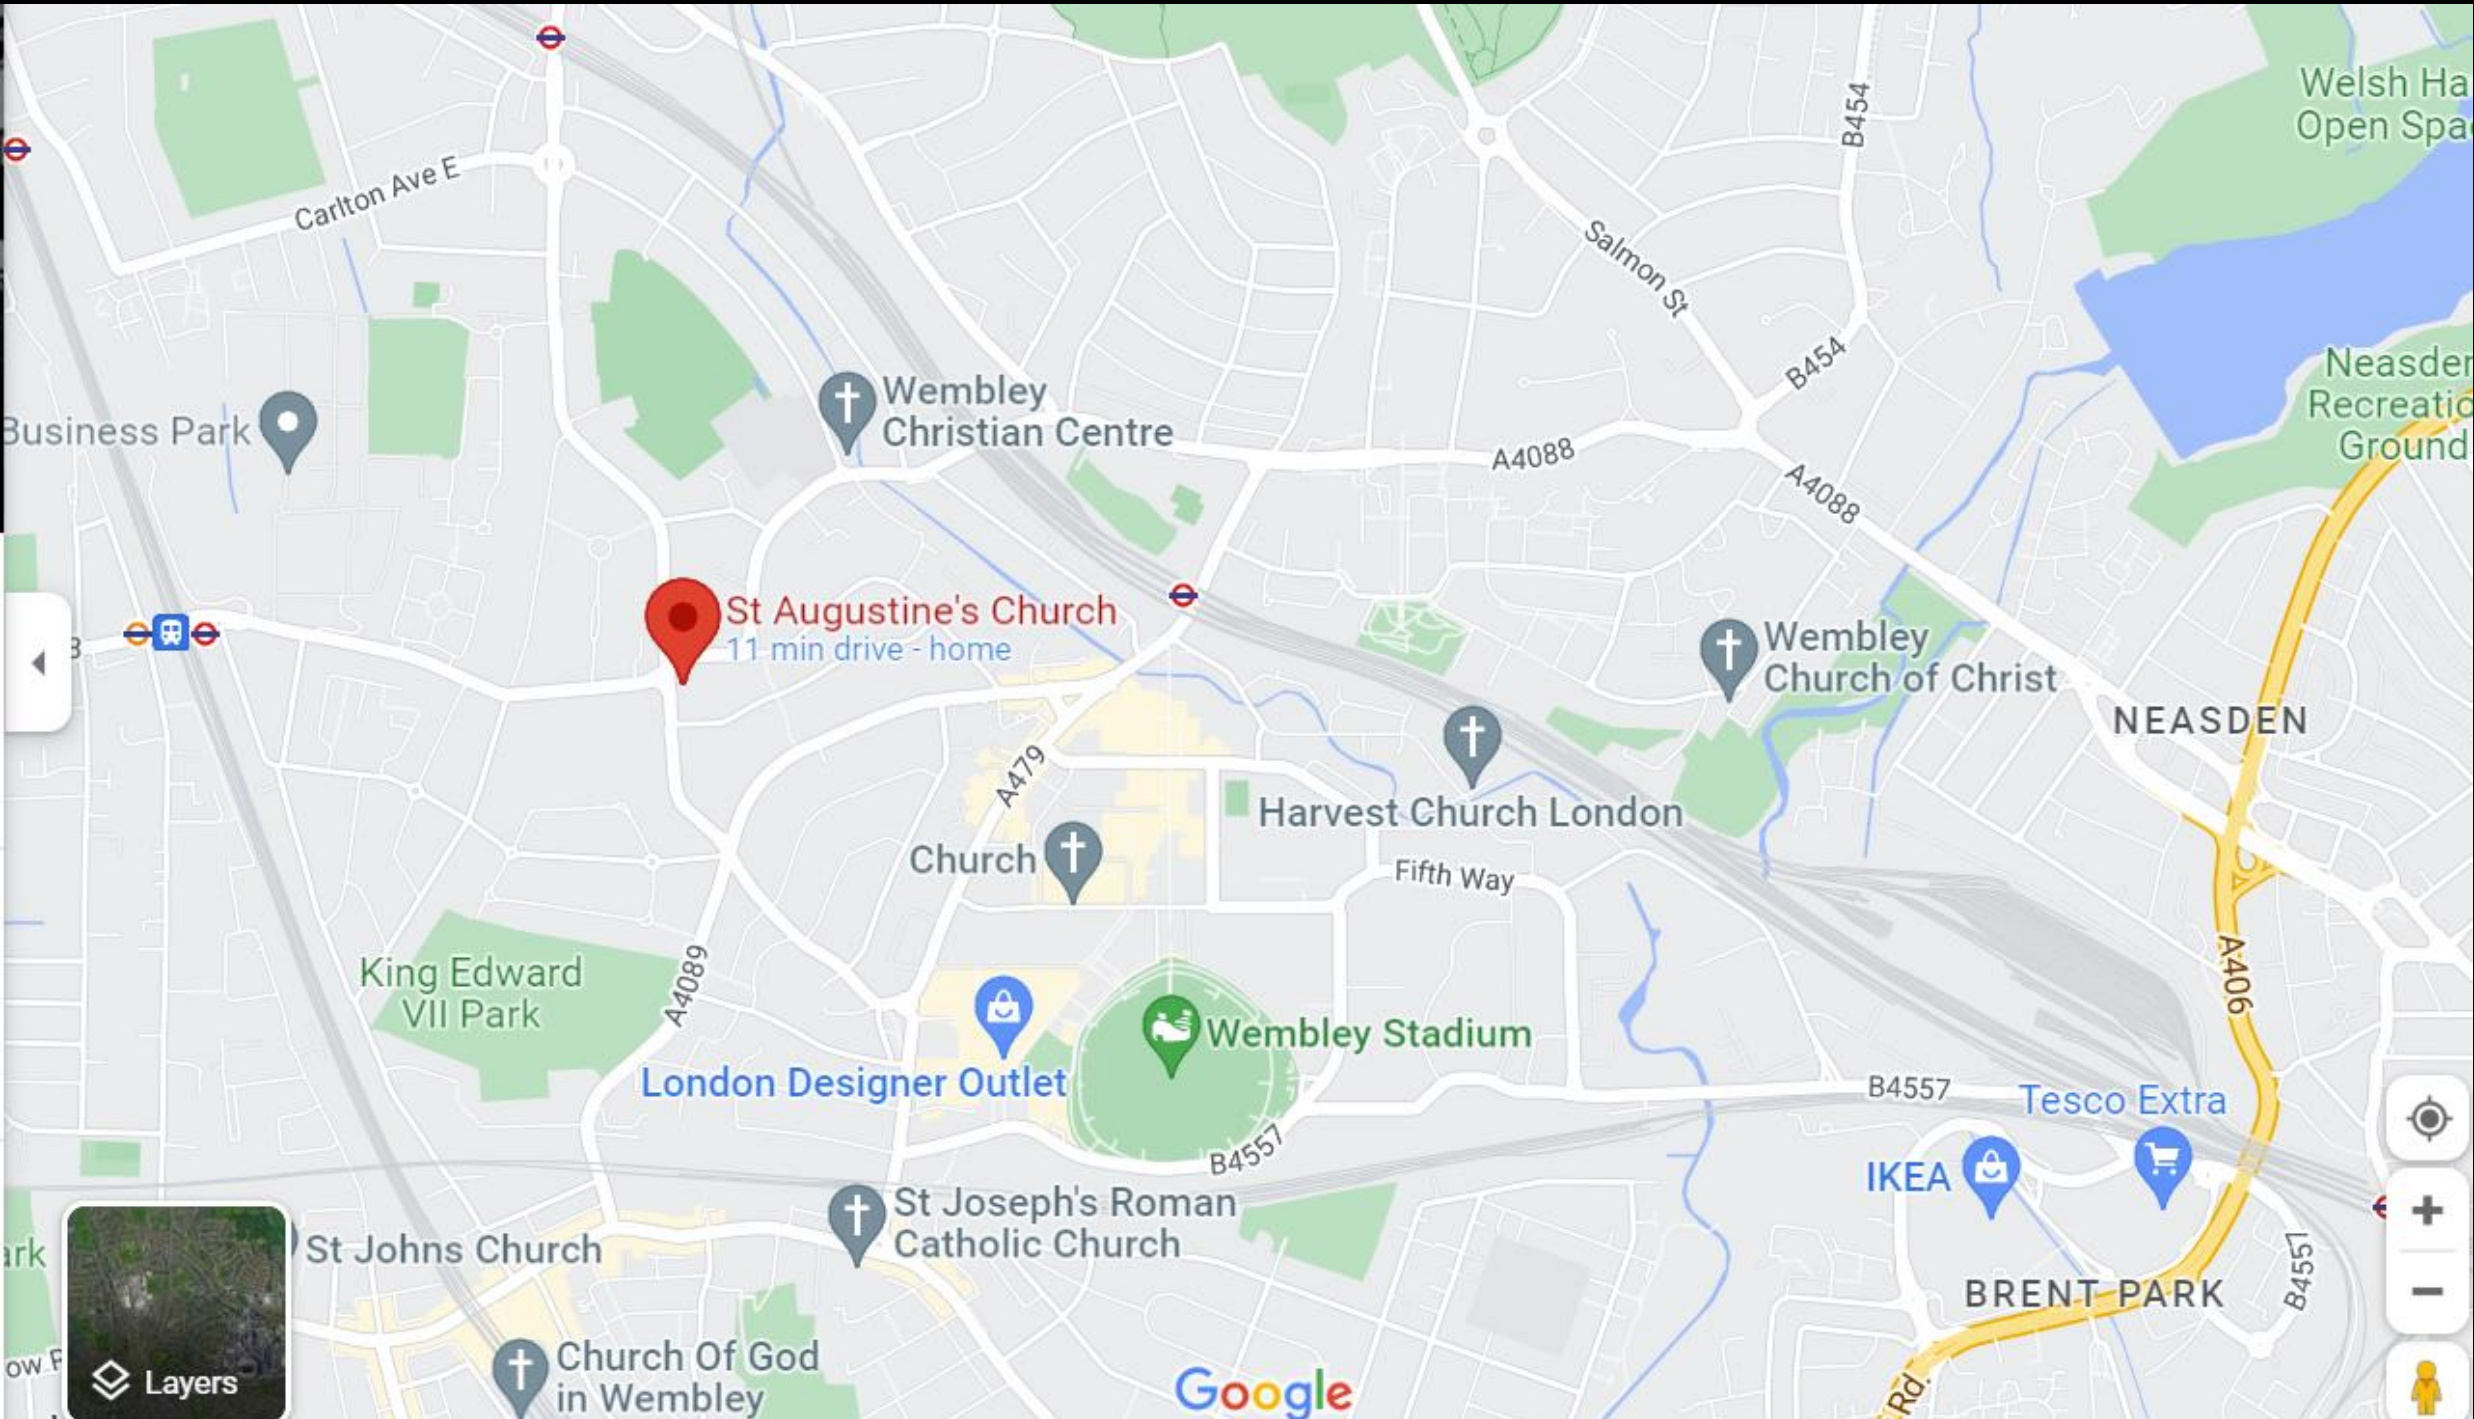 Welsh Ha
Open Spa
B454
Carlton Ave E
Salmon St
B454
Neasden
Recreatio
Ground
Wembley
Christian Centre
Business Park
A4088
A4088
St Augustine's Church
11 min drive - home
Wembley
Church of Christ
NEASDEN
A479
Harvest Church London
Church
Fifth Way
King Edward
VII Park
A4089
A406
Wembley Stadium
London Designer Outlet
B4557
Tesco Extra
B4557
IKEA
St Joseph's Roman
Catholic Church
St Johns Church
ark
B4557
BRENT PARK
Church Of God
in Wembley
Layers
Google
Rd.